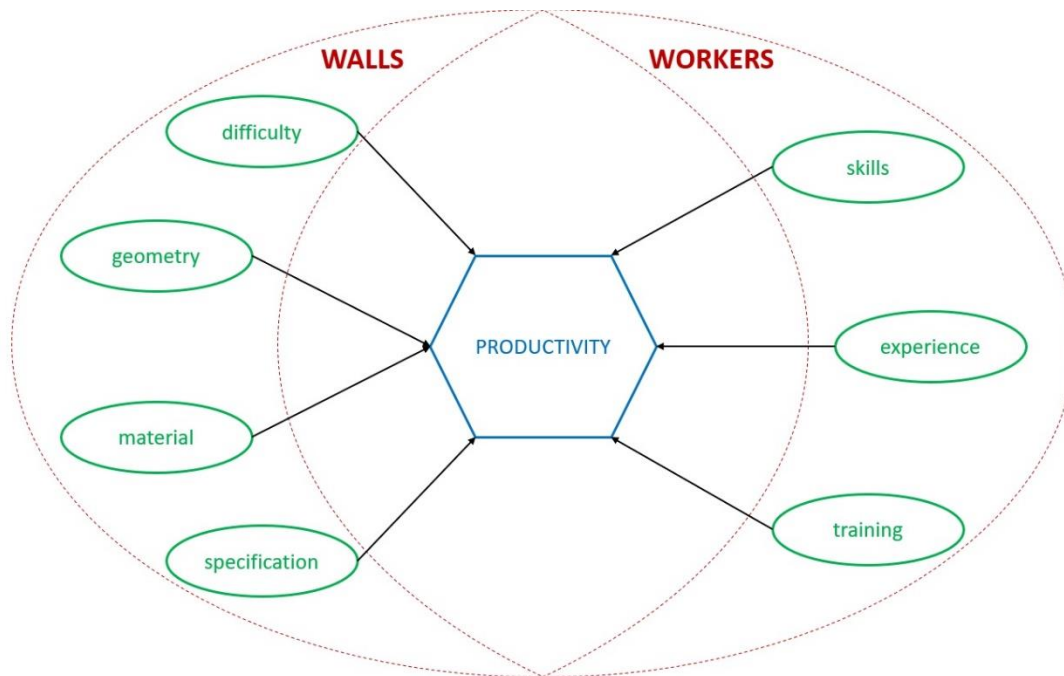 WALLS
WORKERS
difficulty
skills
geometry
PRODUCTIVITY
experience
material
training
specification